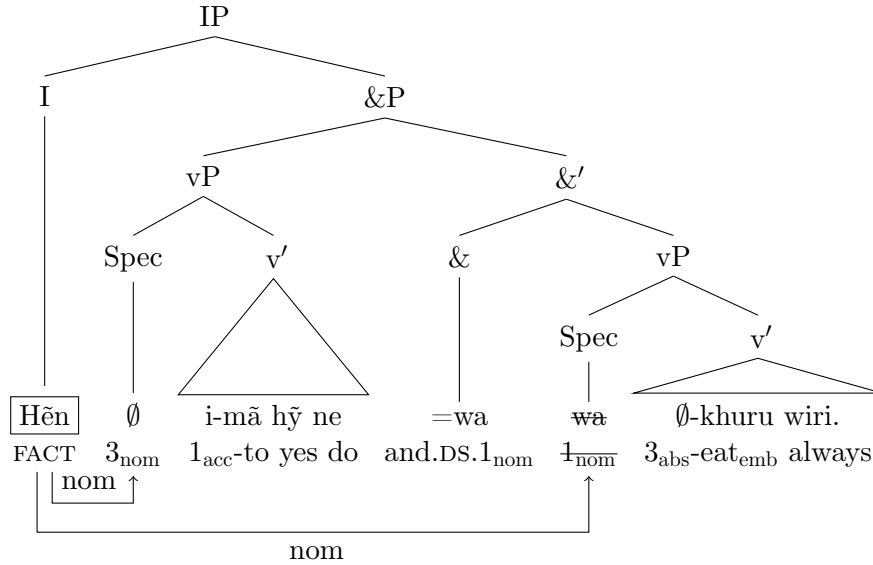 IP
I &P
vP &′
Spec v′ & vP
Spec v′
Hẽn ∅ i-mã hỹ ne =wa wa ∅-khuru wiri.
FACT 3nom 1acc-to yes do and.DS.1nom 1nom 3abs-eatemb always
nom
nom